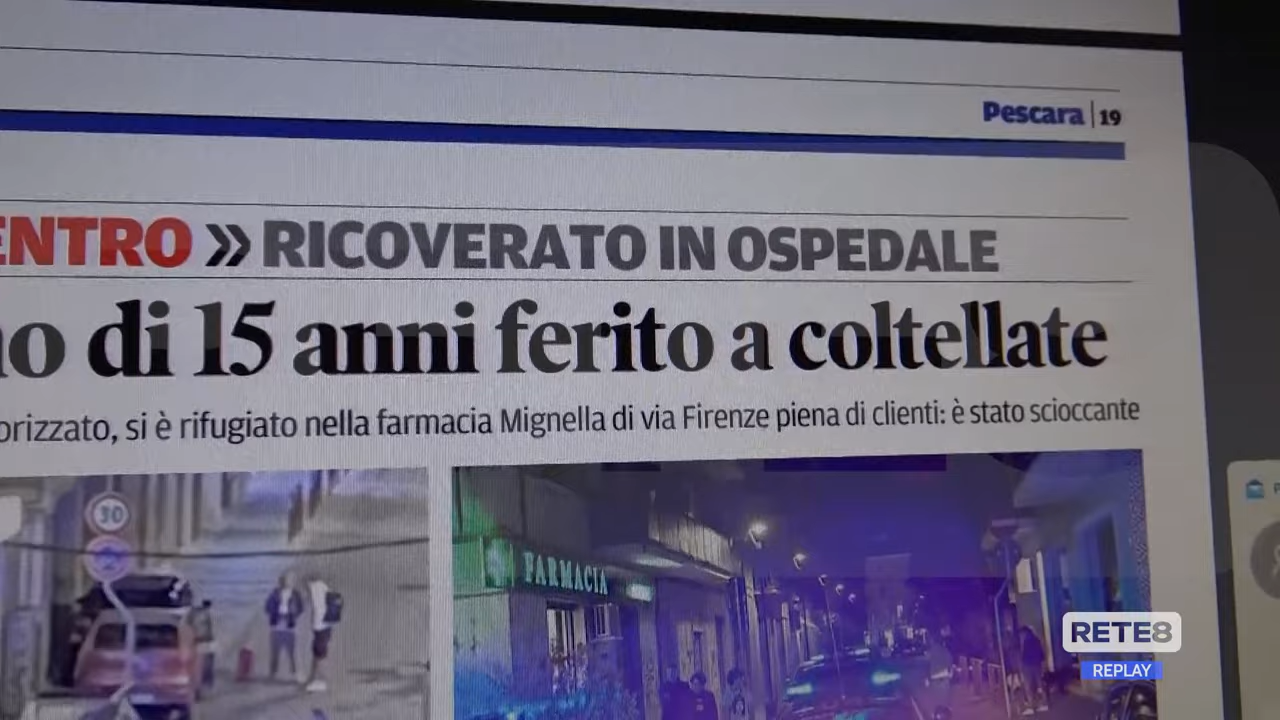 Pescara | 19
ENTRO » RICOVERATO IN OSPEDALE
no di 15 anni ferito a coltellate
orizzato, si è rifugiato nella farmacia Mignella di via Firenze piena di clienti: è stato scioccante
30
FARMACIA
RETE8
REPLAY